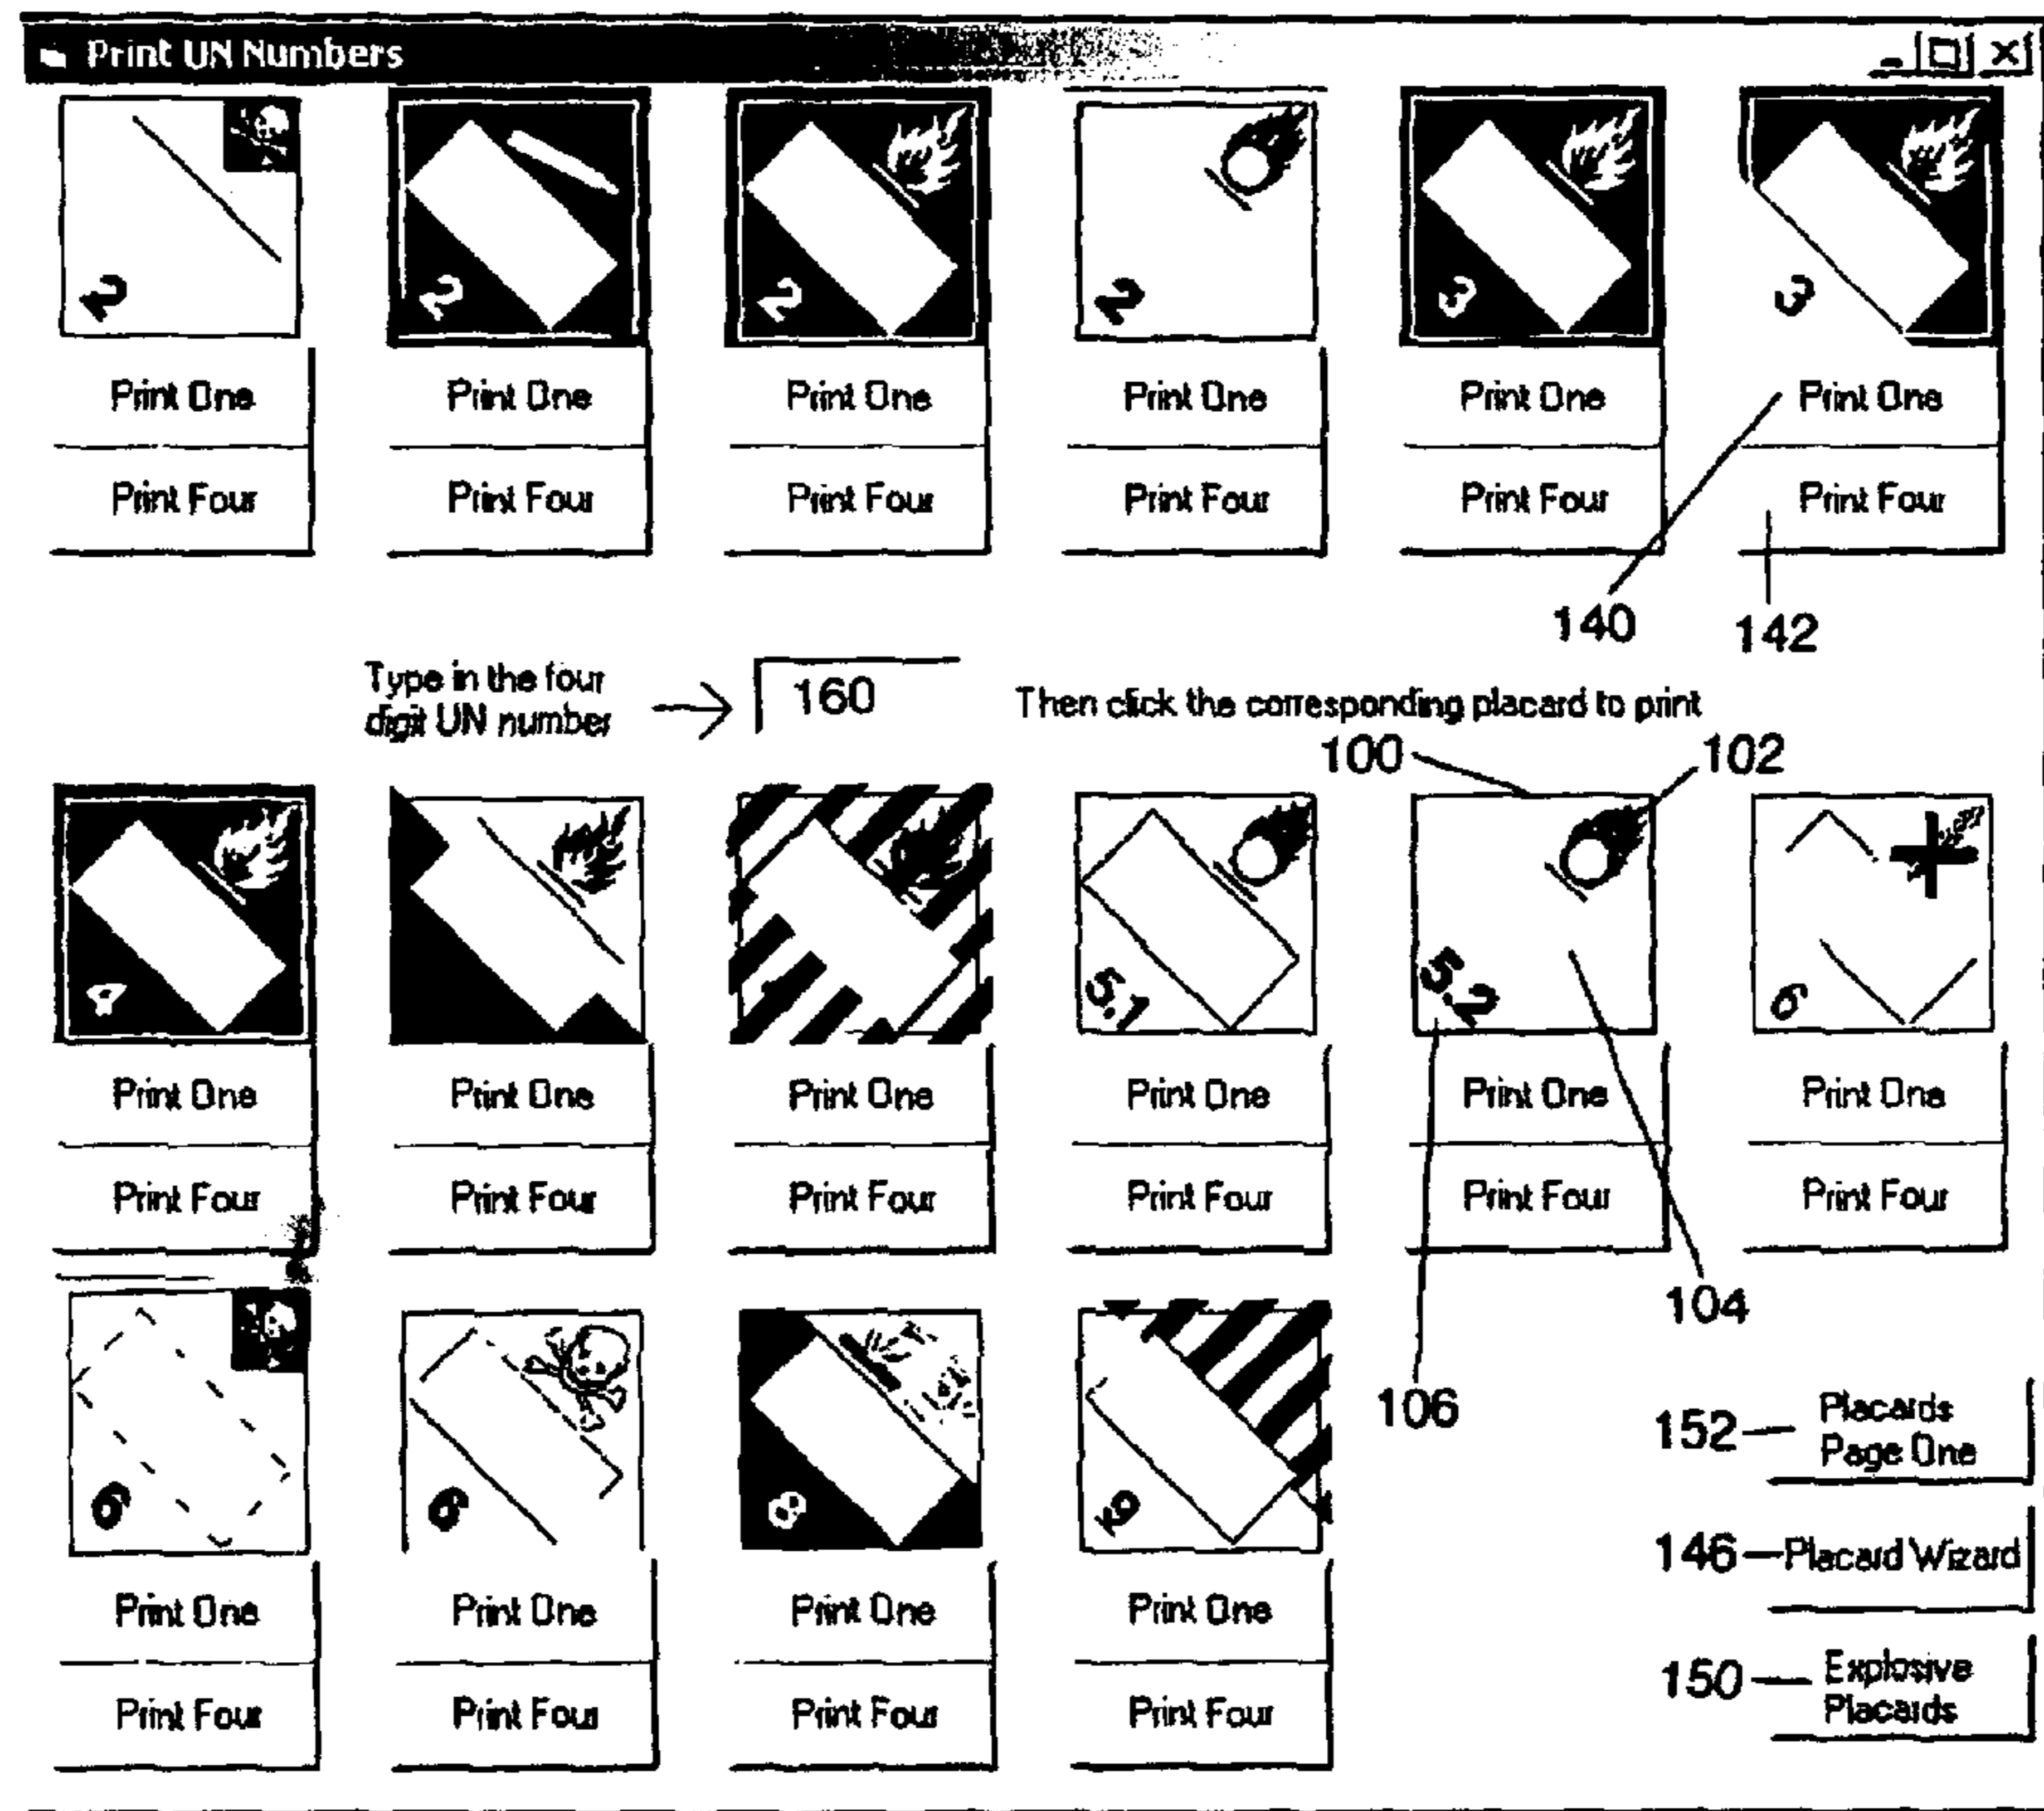 Print UN Numbers
2 2 2 2 3 3
Print One Print One Print One Print One Print One Print One
Print Four Print Four Print Four Print Four Print Four Print Four
140 142
Type in the four
digit UN number
160
Then click the corresponding placard to print
100 102
4 5.1 5.2 6
Print One Print One Print One Print One Print One Print One
Print Four Print Four Print Four Print Four Print Four Print Four
104
6 6 8 9
106
152 Placards
Page One
146 Placard Wizard
Print One Print One Print One Print One
150 Explosive
Placards
Print Four Print Four Print Four Print Four